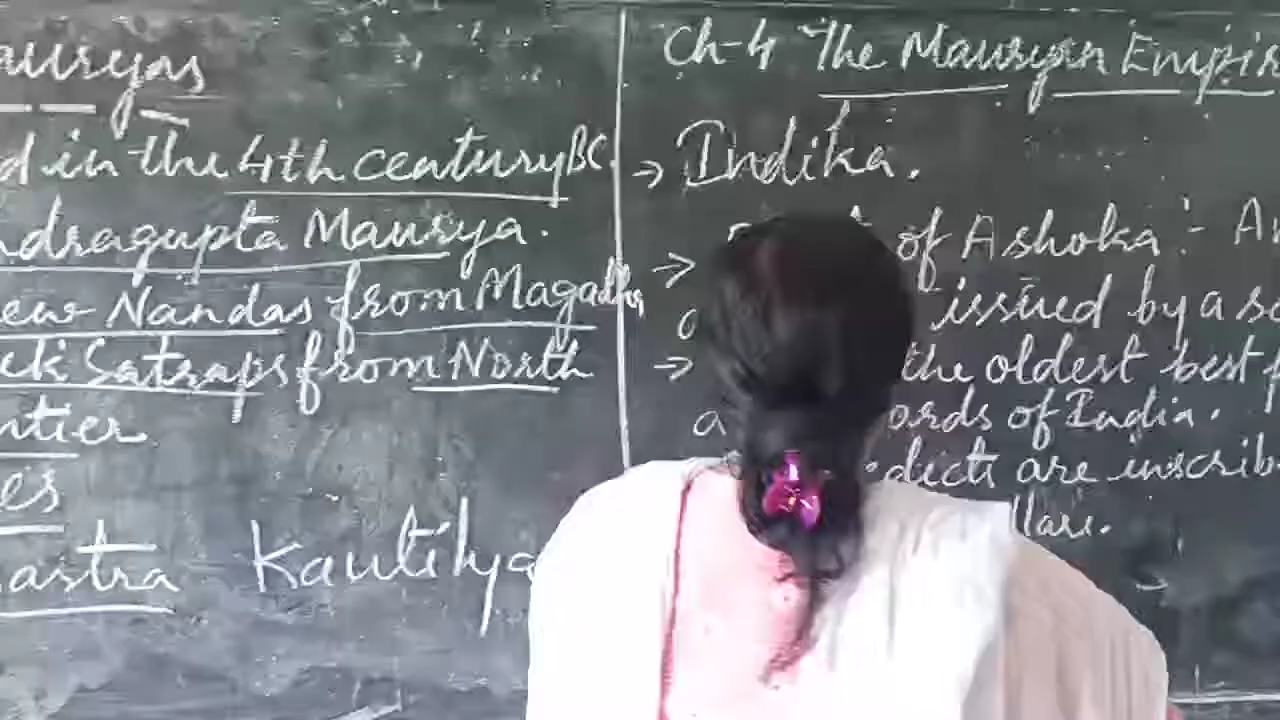 auryas
d in the 4th century BC.
ndragupta Maurya.
ew Nandas from Magadha
ek Satraps from North
ntier
es
astra Kautilya
Ch-4 The Mauryan Empir
→ Indika.
→ of Ashoka :-
issued by a
→ the oldest best
a ords of India.
dicts are inscrib
llars.